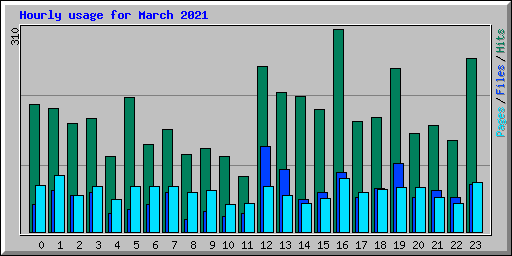 Hourly usage for March 2021
310
Pages / Files / Hits
0 1 2 3 4 5 6 7 8 9 10 11 12 13 14 15 16 17 18 19 20 21 22 23